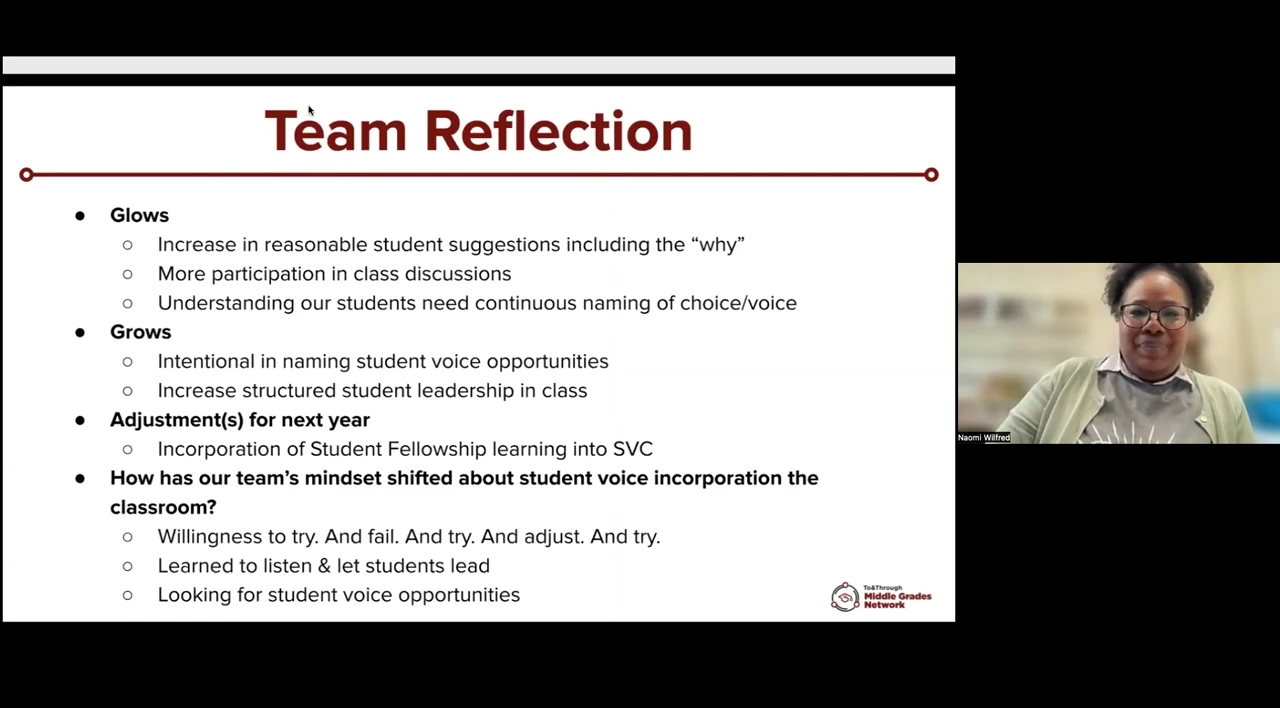 Team Reflection
● Glows
○ Increase in reasonable student suggestions including the “why”
○ More participation in class discussions
○ Understanding our students need continuous naming of choice/voice
● Grows
○ Intentional in naming student voice opportunities
○ Increase structured student leadership in class
● Adjustment(s) for next year
○ Incorporation of Student Fellowship learning into SVC
● How has our team’s mindset shifted about student voice incorporation the
classroom?
○ Willingness to try. And fail. And try. And adjust. And try.
○ Learned to listen & let students lead
○ Looking for student voice opportunities
To&Through
Middle Grades
Network
Naomi Wilfred